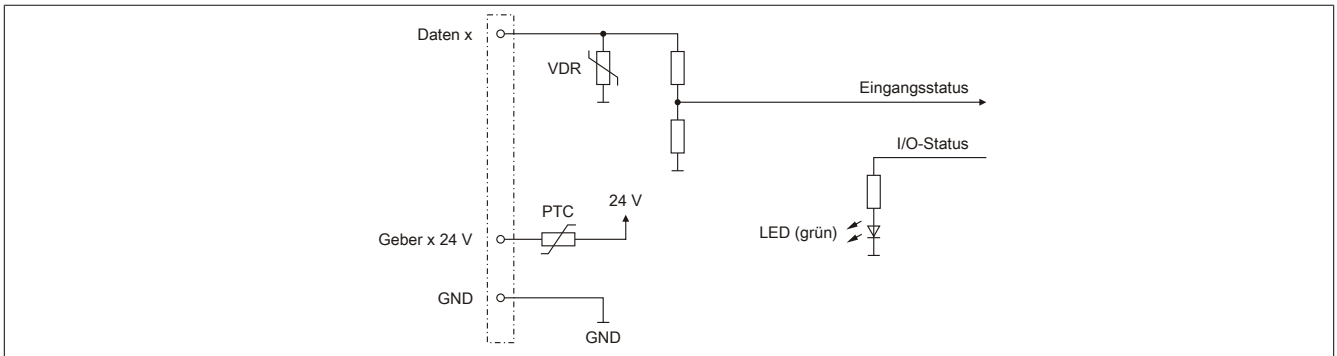 Daten x
VDR
Eingangsstatus
I/O-Status
24 V
PTC
Geber x 24 V
LED (grün)
GND
GND